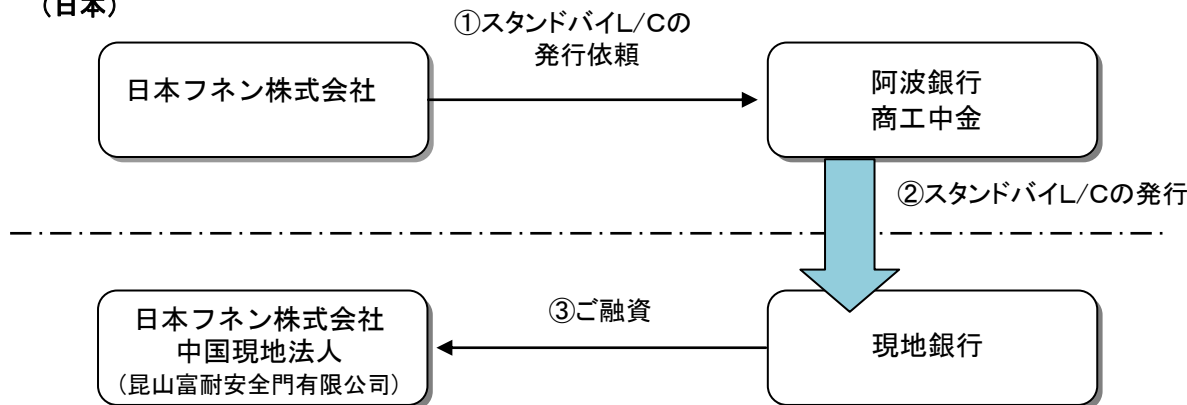 （日本）
①スタンドバイL/Cの
発行依頼
日本フネン株式会社
阿波銀行
商工中金
②スタンドバイL/Cの発行
③ご融資
日本フネン株式会社
中国現地法人
（昆山富耐安全門有限公司）
現地銀行